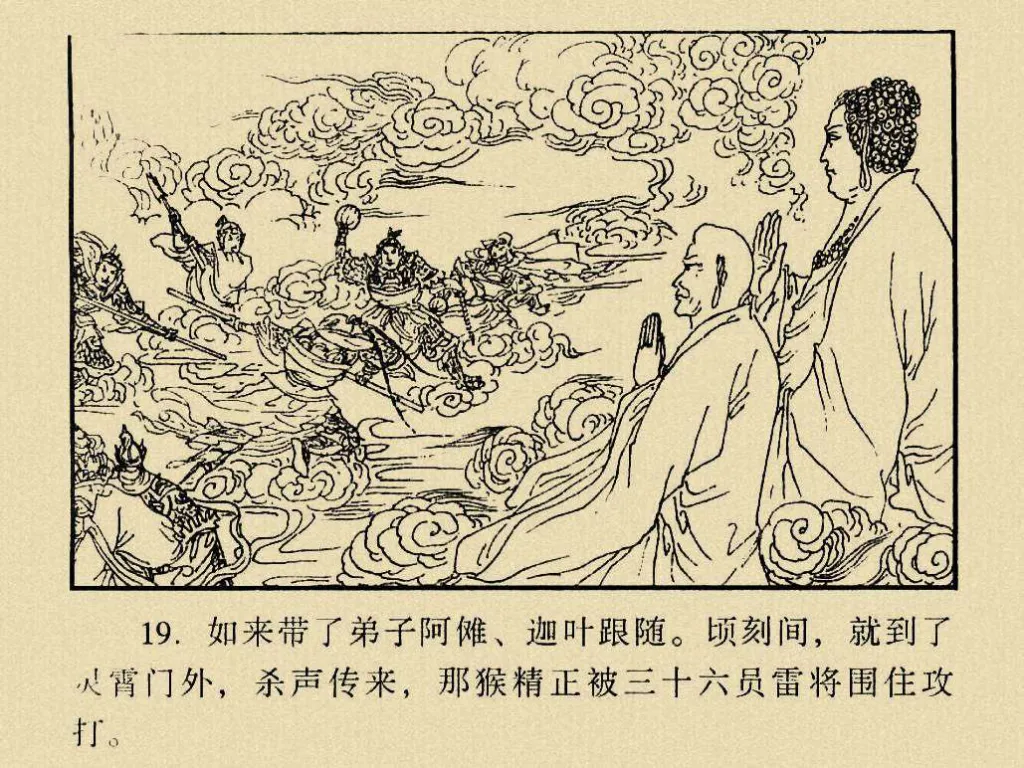 19. 如来带了弟子阿傩、迦叶跟随。顷刻间，就到了
灵霄门外，杀声传来，那猴精正被三十六员雷将围住攻
打。